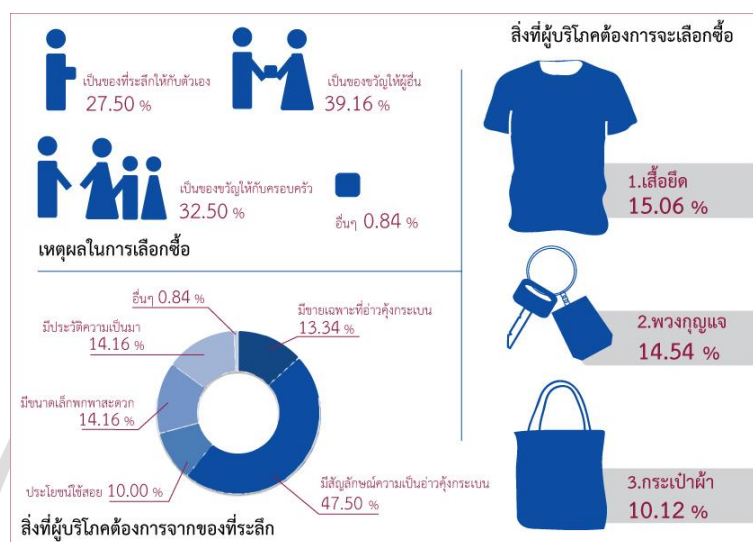 เป็นของที่ระลึกให้กับตัวเอง
27.50 %
เป็นของขวัญให้ผู้อื่น
39.16 %
เป็นของขวัญให้กับครอบครัว
32.50 %
อื่นๆ 0.84 %
เหตุผลในการเลือกซื้อ
อื่นๆ 0.84 %
มีขายเฉพาะที่อ่าวคุ้งกระเบน
13.34 %
มีประวัติความเป็นมา
14.16 %
มีขนาดเล็กพกพาสะดวก
14.16 %
ประโยชน์ใช้สอย 10.00 %
มีสัญลักษณ์ความเป็นอ่าวคุ้งกระเบน
47.50 %
สิ่งที่ผู้บริโภคต้องการจากของที่ระลึก
สิ่งที่ผู้บริโภคต้องการจะเลือกซื้อ
1.เสื้อยืด
15.06 %
2.พวงกุญแจ
14.54 %
3.กระเป๋าผ้า
10.12 %